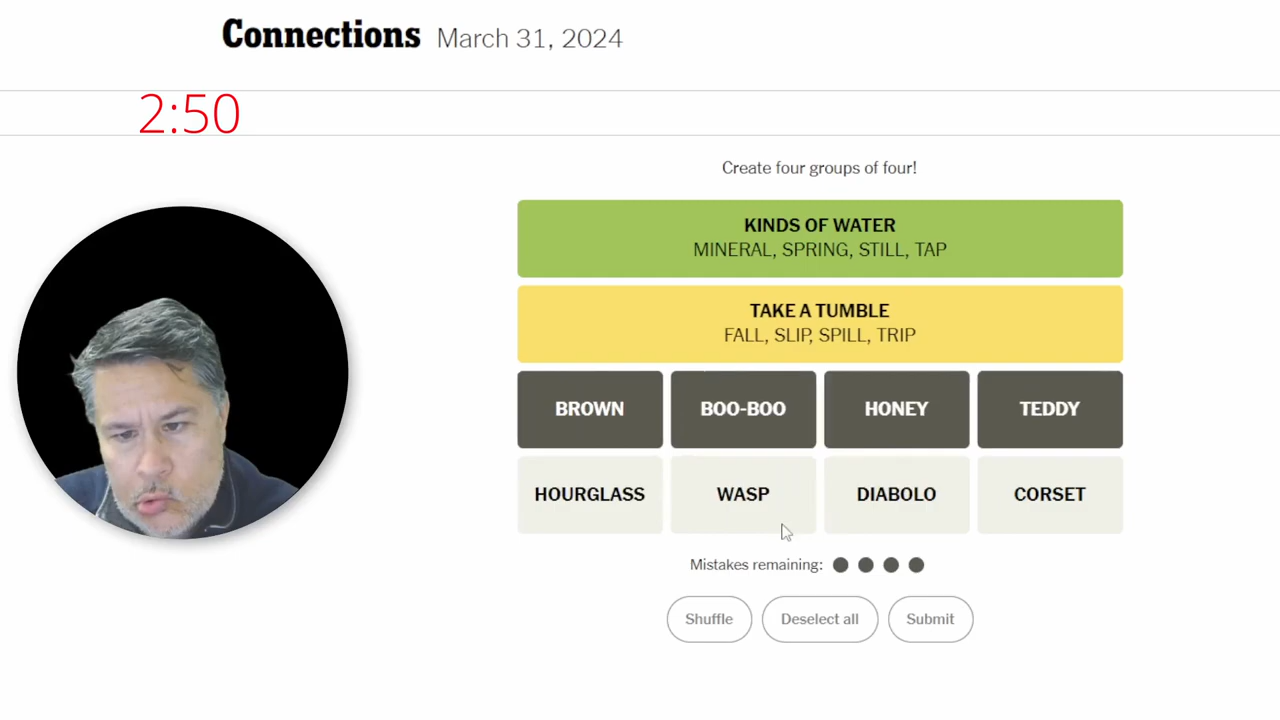 Connections March 31, 2024
2:50
Create four groups of four!
KINDS OF WATER
MINERAL, SPRING, STILL, TAP
TAKE A TUMBLE
FALL, SLIP, SPILL, TRIP
BROWN BOO-BOO HONEY TEDDY
HOURGLASS WASP DIABOLO CORSET
Mistakes remaining:
Shuffle Deselect all Submit